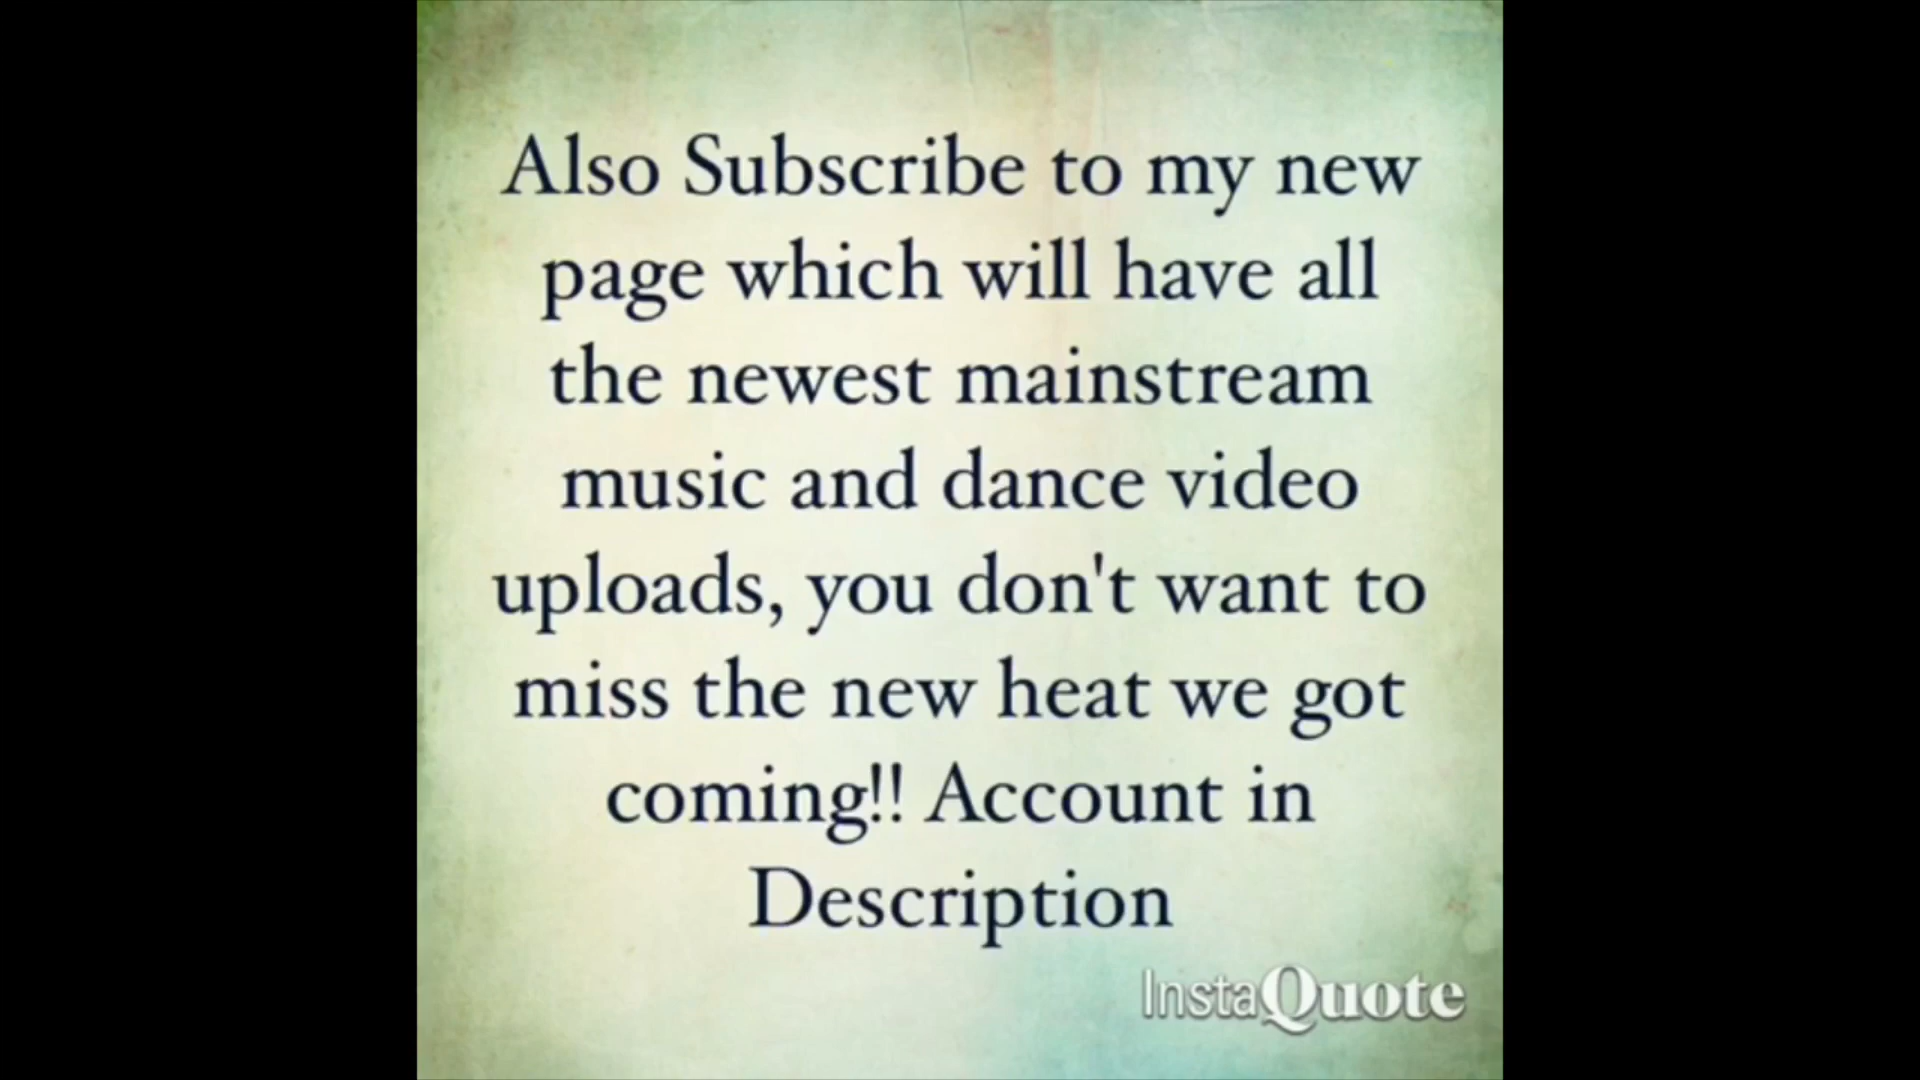 Also Subscribe to my new
page which will have all
the newest mainstream
music and dance video
uploads, you don't want to
miss the new heat we got
coming!! Account in
Description
InstaQuote